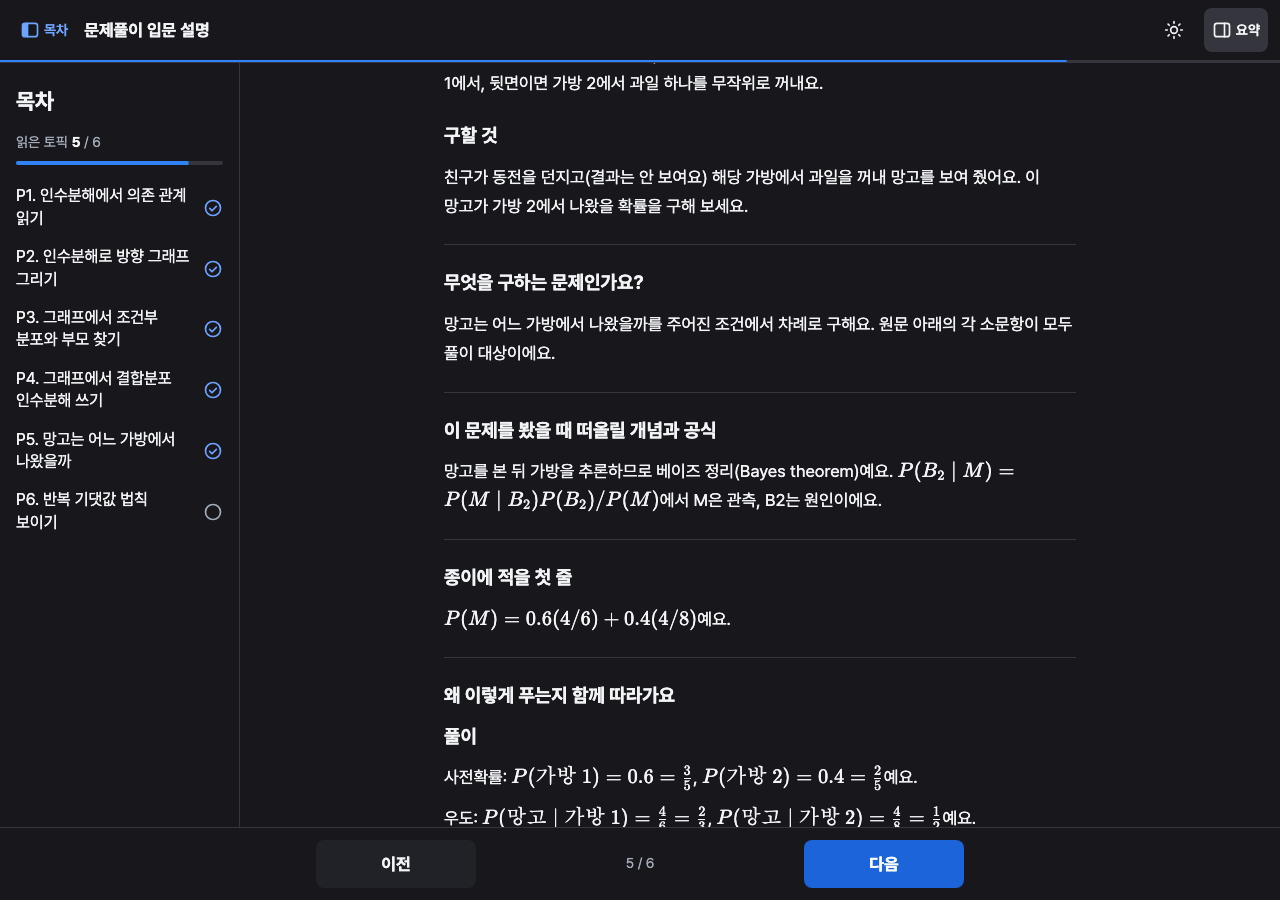 목차 문제풀이 입문 설명 요약
목차
읽은 토픽 5 / 6
P1. 인수분해에서 의존 관계
읽기
P2. 인수분해로 방향 그래프
그리기
P3. 그래프에서 조건부
분포와 부모 찾기
P4. 그래프에서 결합분포
인수분해 쓰기
P5. 망고는 어느 가방에서
나왔을까
P6. 반복 기댓값 법칙
보이기
1에서, 뒷면이면 가방 2에서 과일 하나를 무작위로 꺼내요.
구할 것
친구가 동전을 던지고(결과는 안 보여요) 해당 가방에서 과일을 꺼내 망고를 보여 줬어요. 이
망고가 가방 2에서 나왔을 확률을 구해 보세요.
무엇을 구하는 문제인가요?
망고는 어느 가방에서 나왔을까를 주어진 조건에서 차례로 구해요. 원문 아래의 각 소문항이 모두
풀이 대상이에요.
이 문제를 봤을 때 떠올릴 개념과 공식
망고를 본 뒤 가방을 추론하므로 베이즈 정리(Bayes theorem)예요. P(B₂ | M) =
P(M | B₂)P(B₂)/P(M)에서 M은 관측, B2는 원인이에요.
종이에 적을 첫 줄
P(M) = 0.6(4/6) + 0.4(4/8)예요.
왜 이렇게 푸는지 함께 따라가요
풀이
사전확률: P(가방 1) = 0.6 = 3/5, P(가방 2) = 0.4 = 2/5예요.
우도: P(망고 | 가방 1) = 4/6 = 2/3, P(망고 | 가방 2) = 4/8 = 1/2예요.
이전 5 / 6 다음